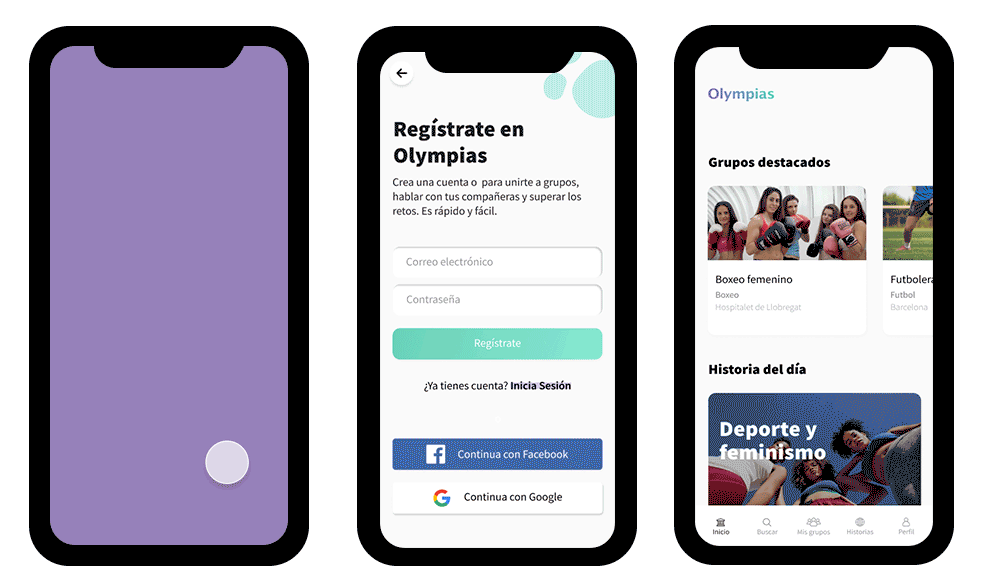 Regístrate en
Olympias
Crea una cuenta o para unirte a grupos,
hablar con tus compañeras y superar los
retos. Es rápido y fácil.
Correo electrónico
Contraseña
Regístrate
¿Ya tienes cuenta? Inicia Sesión
Continua con Facebook
Continua con Google
Olympias
Grupos destacados
Boxeo femenino
Boxeo
Hospitalet de Llobregat
Futbolera
Futbol
Barcelona
Historia del día
Deporte y
feminismo
Inicio
Buscar
Mis grupos
Historias
Perfil